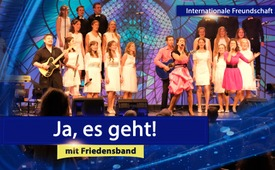 Internationale Freundschaft
Ja, es geht!
mit Friedensband